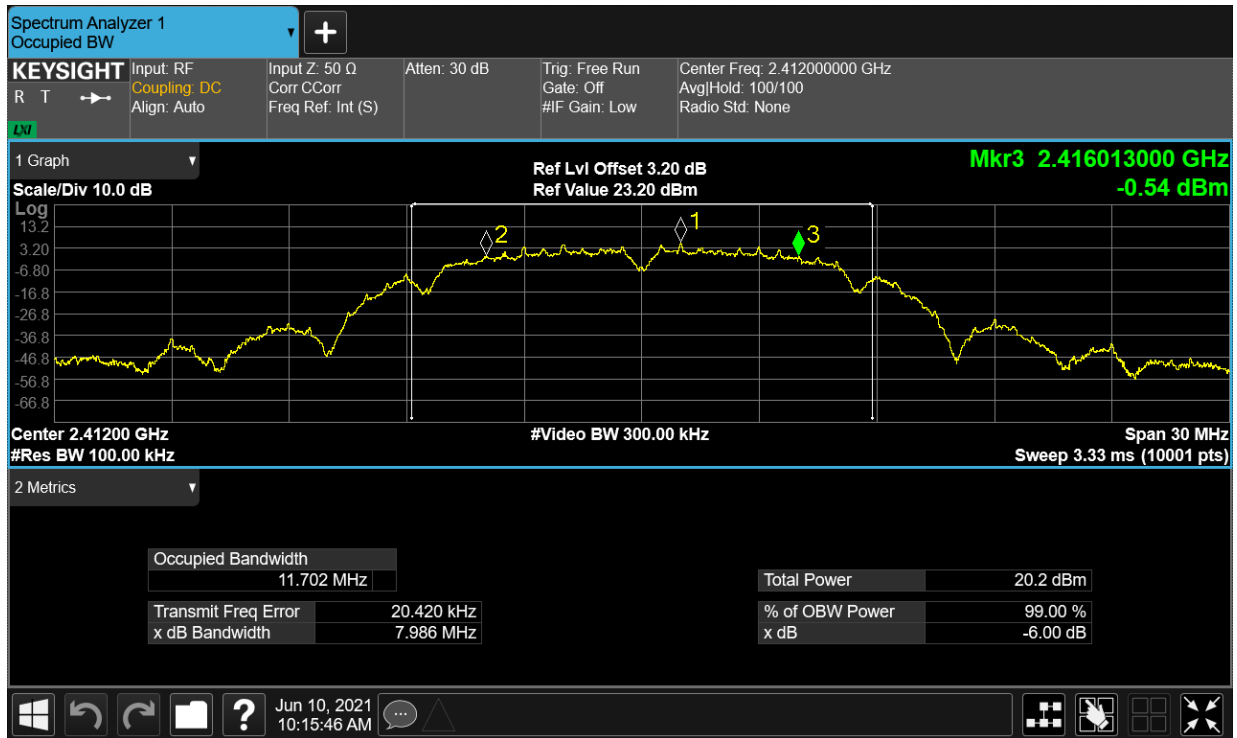 Spectrum Analyzer 1
Occupied BW
+
KEYSIGHT
R T
LXI
Input: RF
Coupling: DC
Align: Auto
Input Z: 50 Ω
Corr CCorr
Freq Ref: Int (S)
Atten: 30 dB
Trig: Free Run
Gate: Off
#IF Gain: Low
Center Freq: 2.412000000 GHz
Avg|Hold: 100/100
Radio Std: None
1 Graph
Scale/Div 10.0 dB
Ref Lvl Offset 3.20 dB
Ref Value 23.20 dBm
Mkr3 2.416013000 GHz
-0.54 dBm
Log
13.2
3.20
-6.80
-16.8
-26.8
-36.8
-46.8
-56.8
-66.8
2
1
3
Center 2.41200 GHz
#Video BW 300.00 kHz
Span 30 MHz
#Res BW 100.00 kHz
Sweep 3.33 ms (10001 pts)
2 Metrics
Occupied Bandwidth
11.702 MHz
Transmit Freq Error 20.420 kHz
x dB Bandwidth 7.986 MHz
Total Power 20.2 dBm
% of OBW Power 99.00 %
x dB -6.00 dB
?
Jun 10, 2021
10:15:46 AM